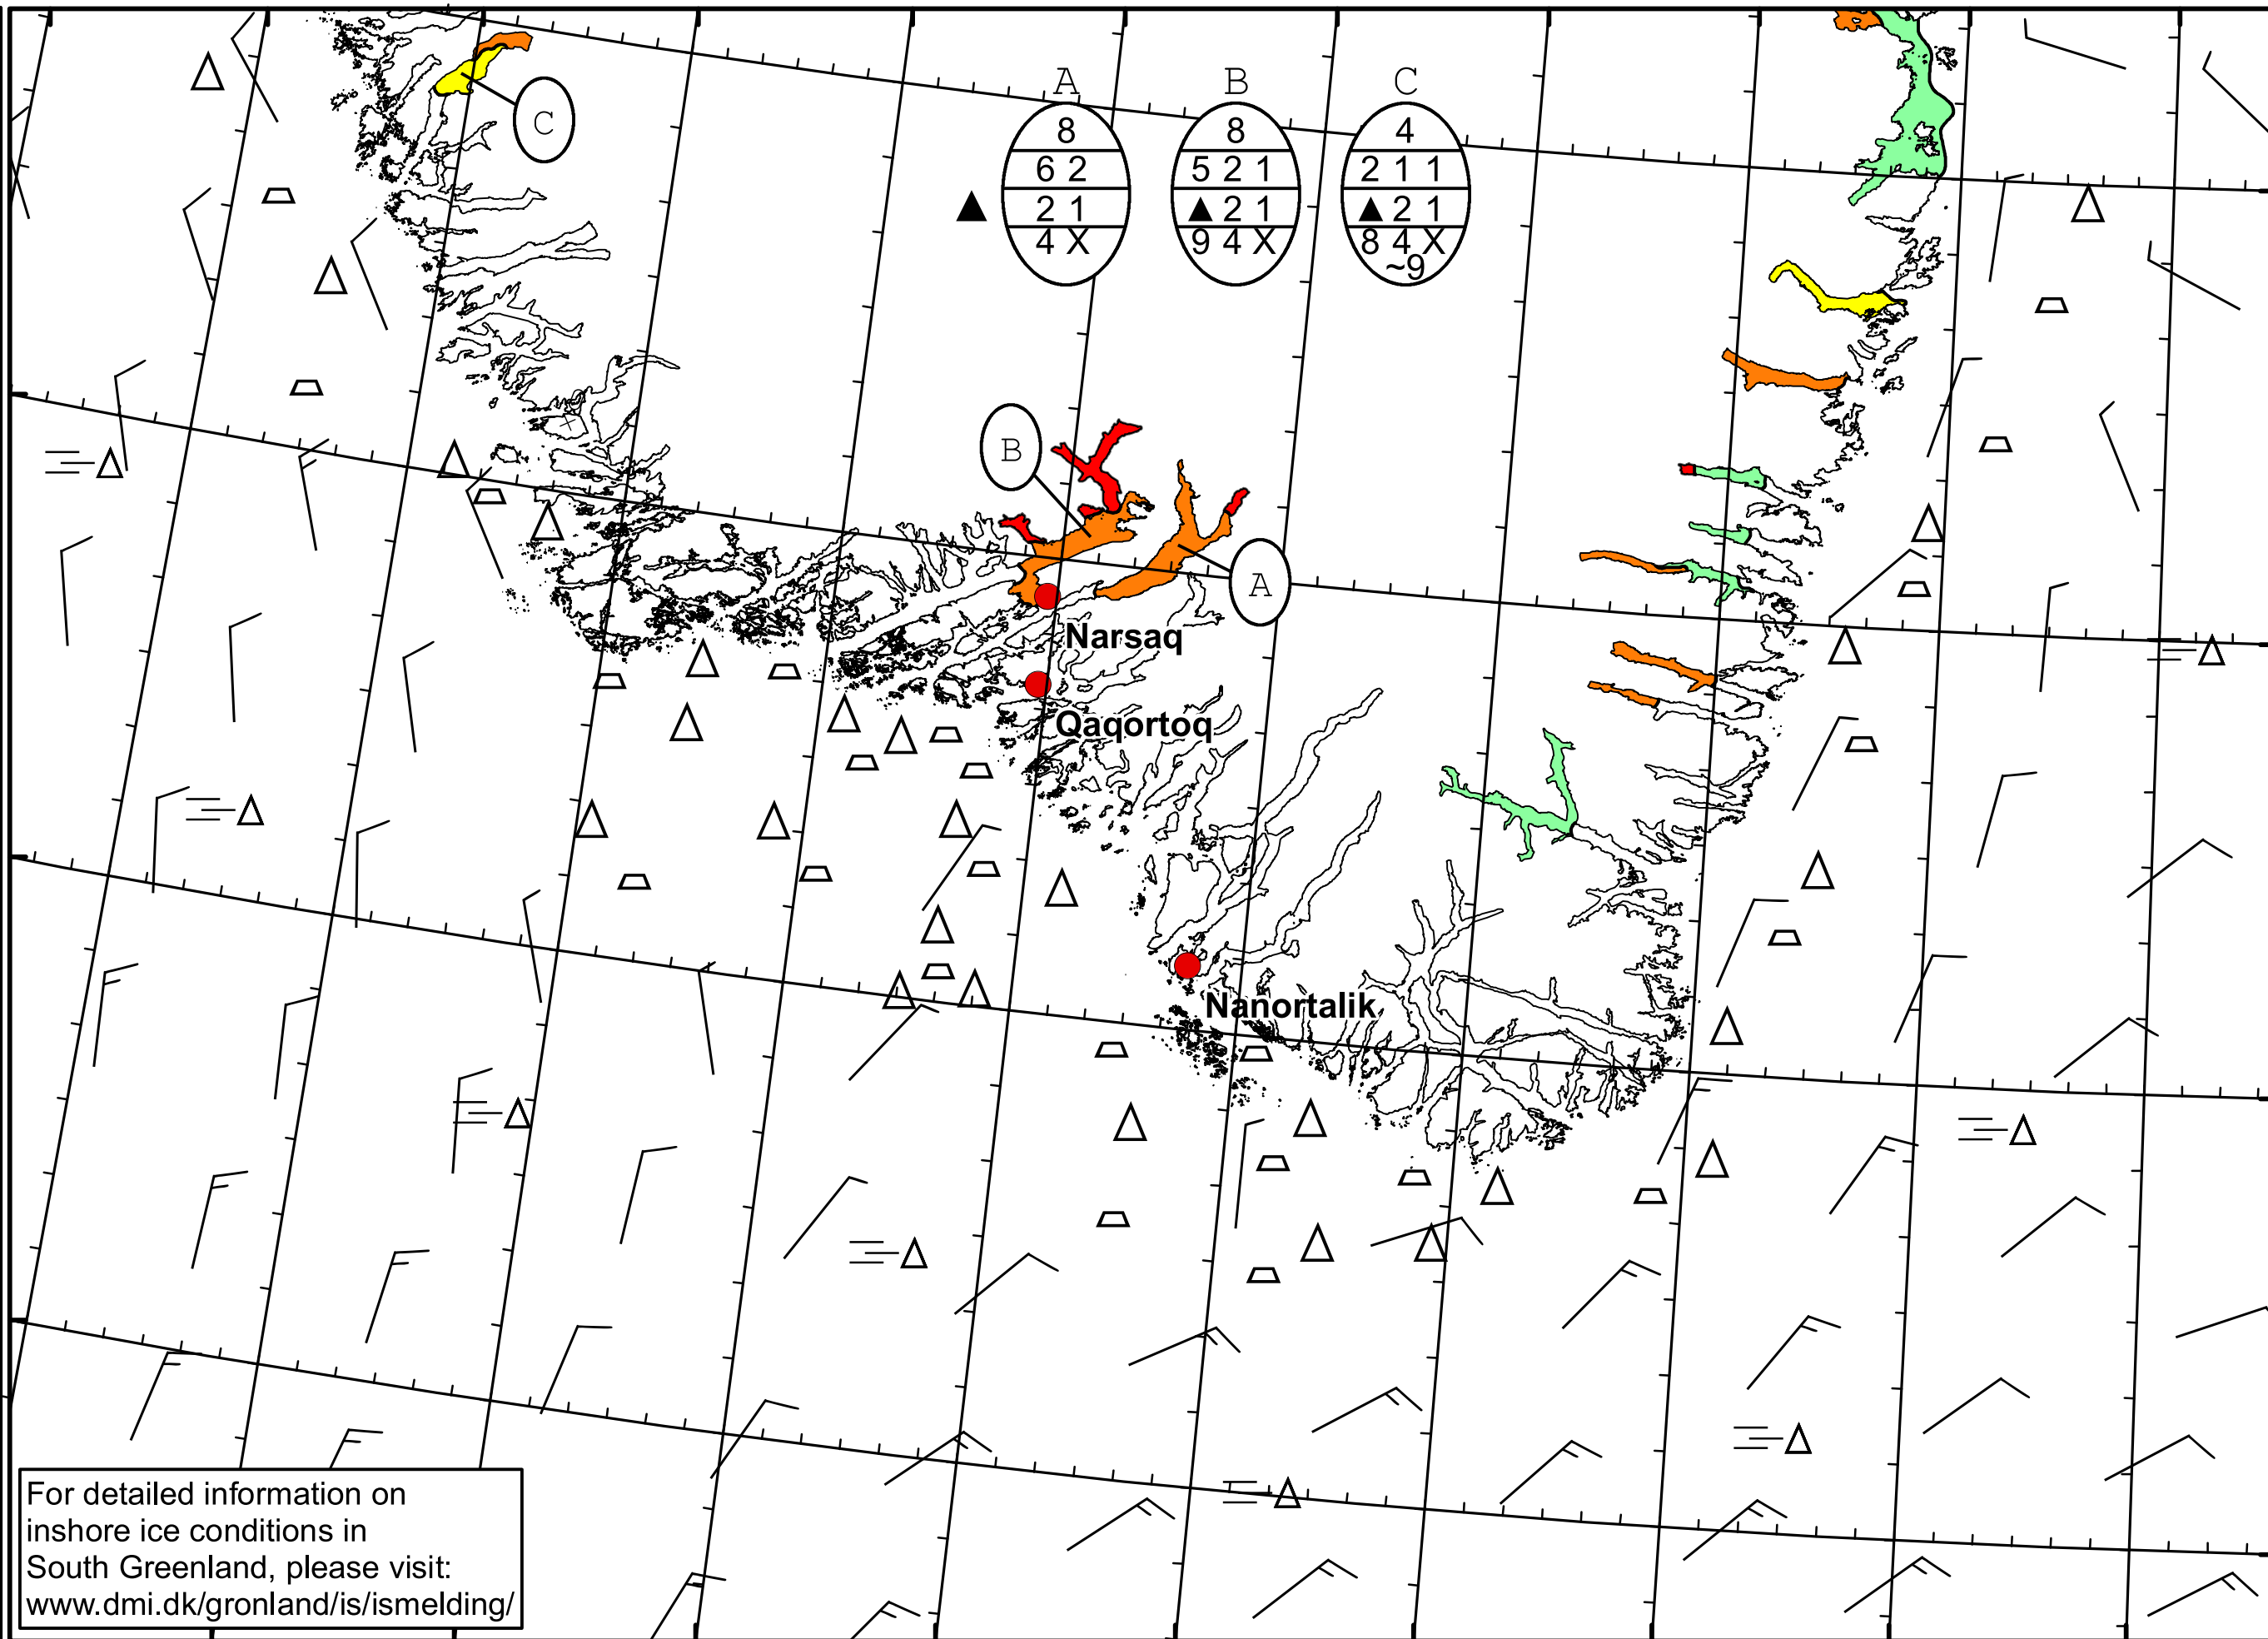 A B C
8 8 4
6 2 5 2 1 2 1 1
2 1 ▲ 2 1 ▲ 2 1
4 X 9 4 X 8 4 X
~9
C
B
A
Narsaq
Qaqortoq
Nanortalik
For detailed information on
inshore ice conditions in
South Greenland, please visit:
www.dmi.dk/gronland/is/ismelding/